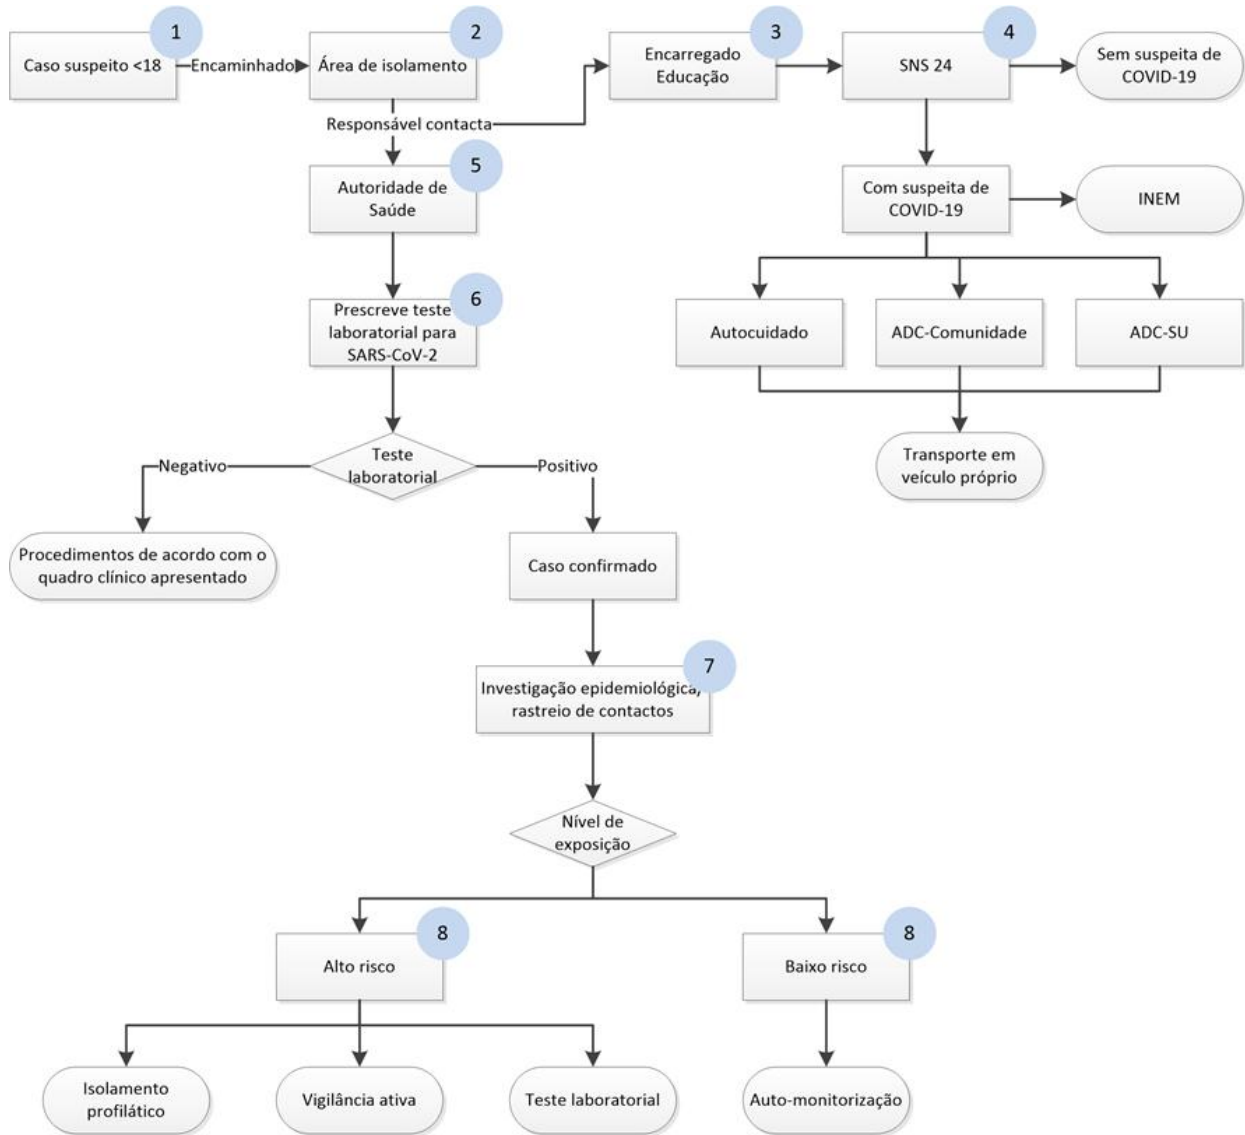 1
Caso suspeito <18
Encaminhado
2
Área de isolamento
3
Encarregado
Educação
4
SNS 24
Sem suspeita de
COVID-19
Responsável contacta
5
Autoridade de
Saúde
Com suspeita de
COVID-19
INEM
6
Prescreve teste
laboratorial para
SARS-CoV-2
Autocuidado
ADC-Comunidade
ADC-SU
Teste
laboratorial
Negativo
Positivo
Transporte em
veículo próprio
Procedimentos de acordo com o
quadro clínico apresentado
Caso confirmado
7
Investigação epidemiológica,
rastreio de contactos
Nível de
exposição
8
Alto risco
8
Baixo risco
Isolamento
profilático
Vigilância ativa
Teste laboratorial
Auto-monitorização